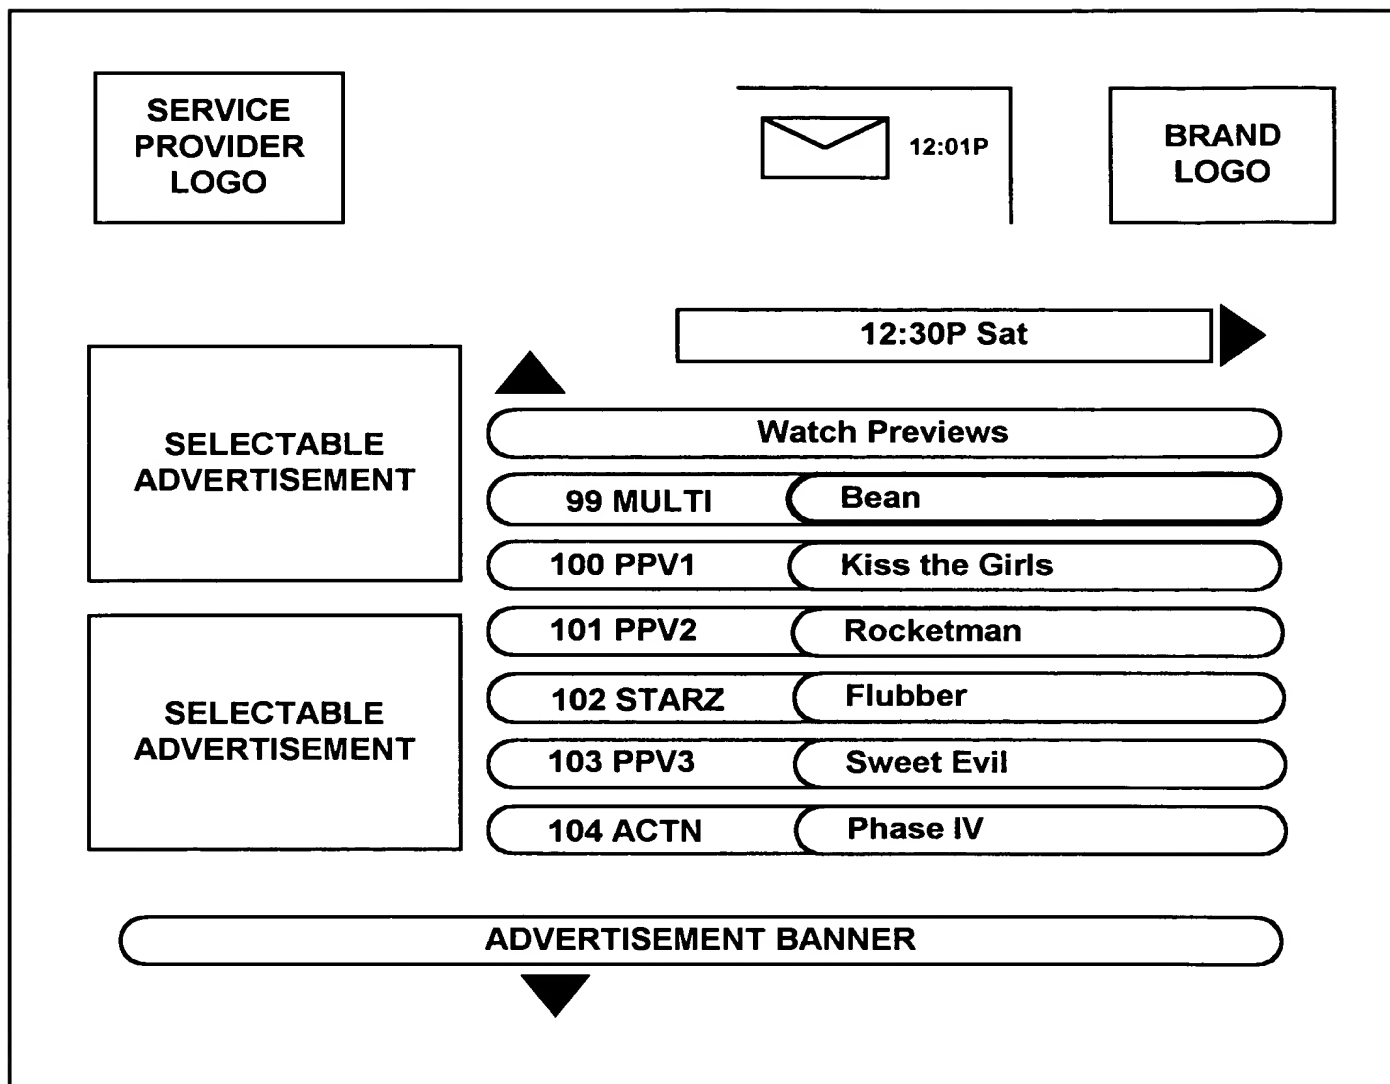 SERVICE
PROVIDER
LOGO
12:01P
BRAND
LOGO
12:30P Sat
SELECTABLE
ADVERTISEMENT
SELECTABLE
ADVERTISEMENT
Watch Previews
99 MULTI Bean
100 PPV1 Kiss the Girls
101 PPV2 Rocketman
102 STARZ Flubber
103 PPV3 Sweet Evil
104 ACTN Phase IV
ADVERTISEMENT BANNER